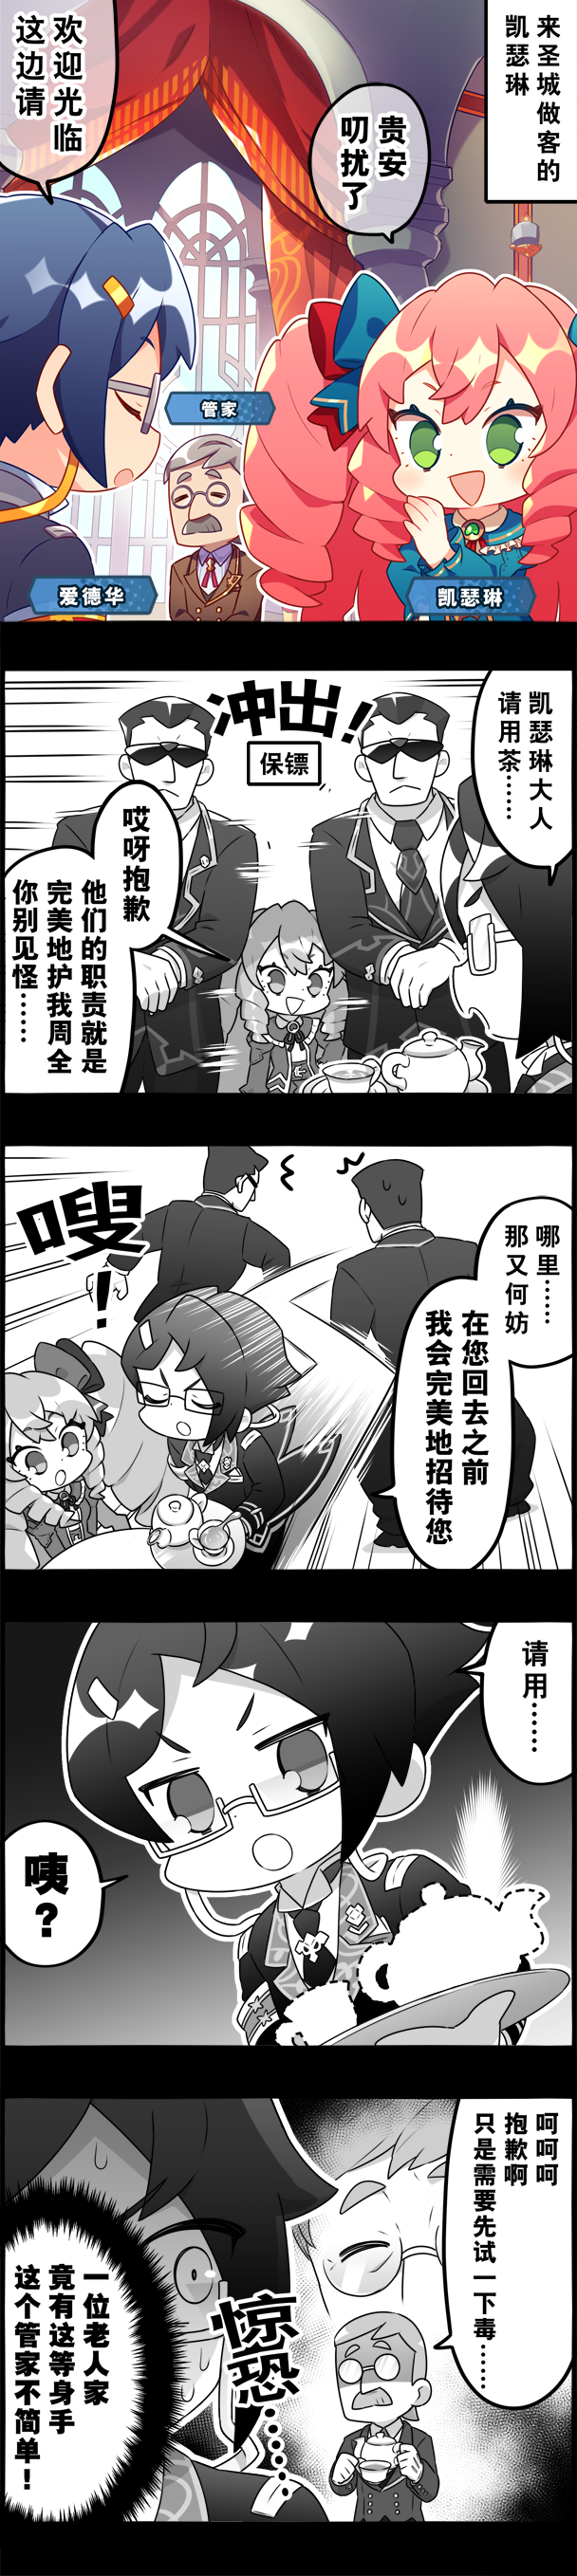 来圣城做客的
凯瑟琳
贵安
叨扰了
欢迎光临
这边请
管家
爱德华
凯瑟琳
凯瑟琳大人
请用茶……
冲出！
保镖
哎呀抱歉
他们的职责就是
完美地护我周全
你别见怪……
哪里……
那又何妨
在您回去之前
我会完美地招待您
嗖！
请用……
咦？
呵呵呵
抱歉啊
只是需要先试一下毒……
惊恐………
一位老人家
竟有这等身手
这个管家不简单！